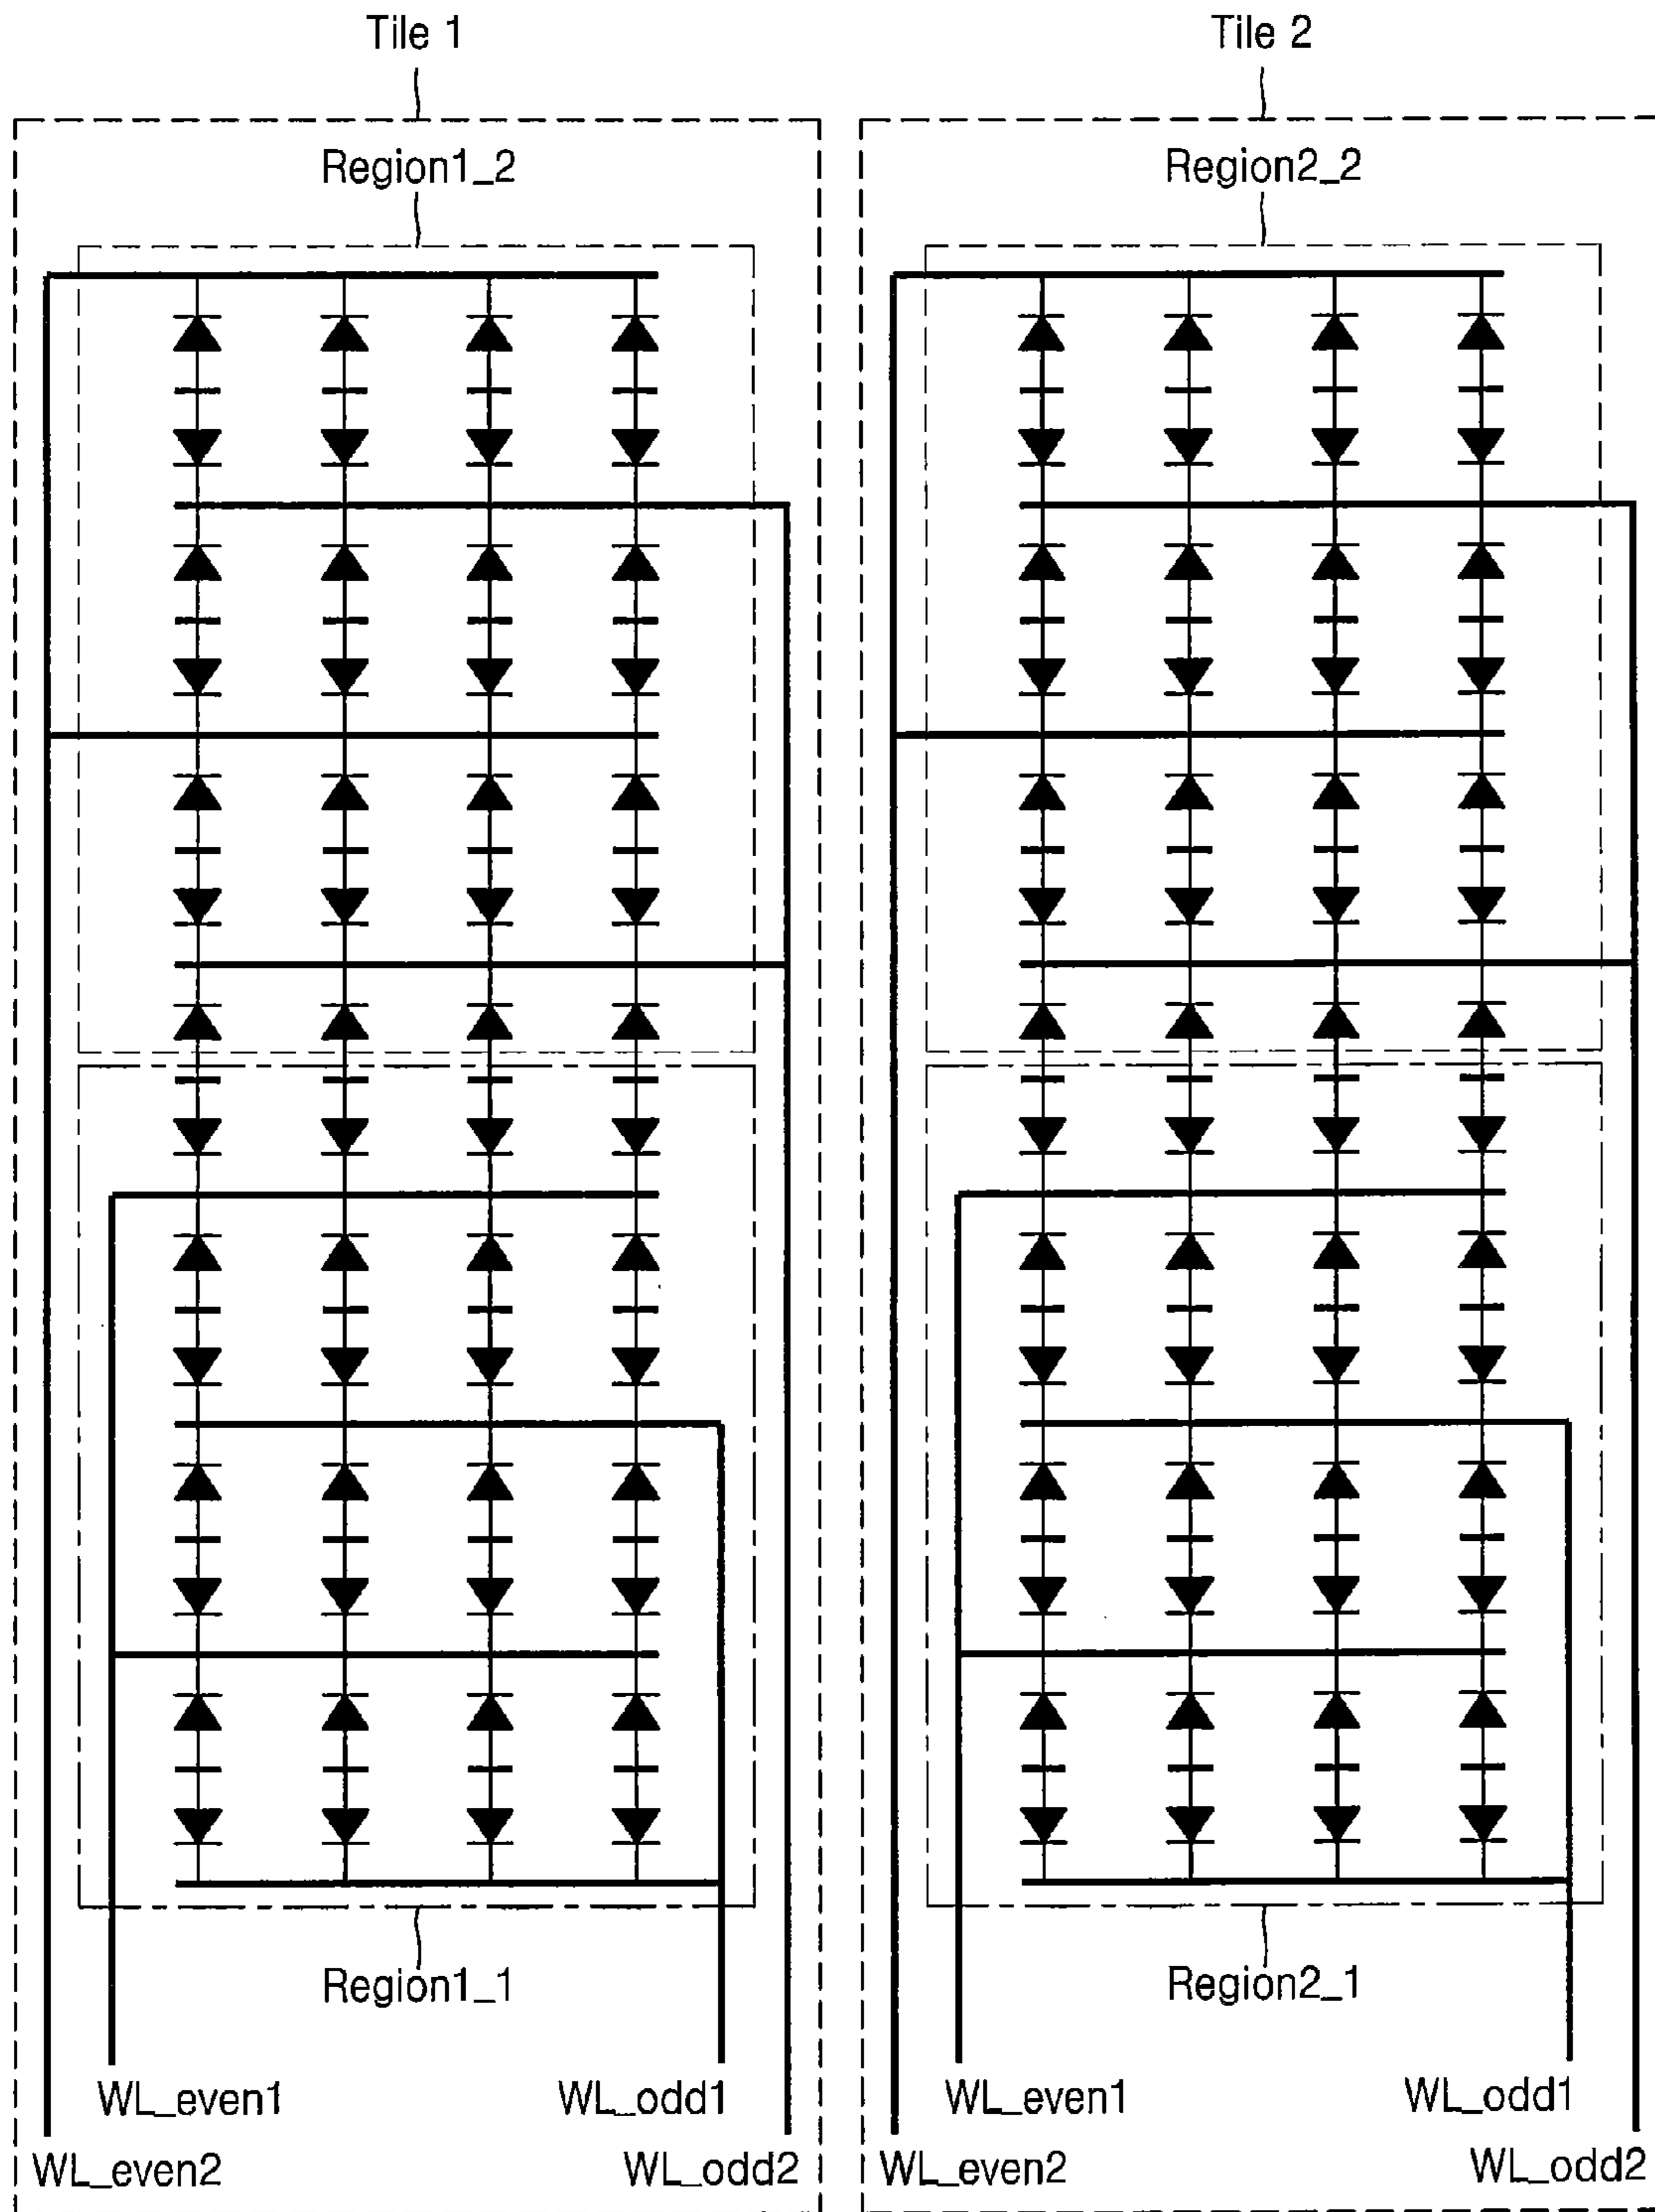 Tile 1
Tile 2
Region1_2
Region2_2
Region1_1
Region2_1
WL_even1
WL_odd1
WL_even1
WL_odd1
WL_even2
WL_odd2
WL_even2
WL_odd2